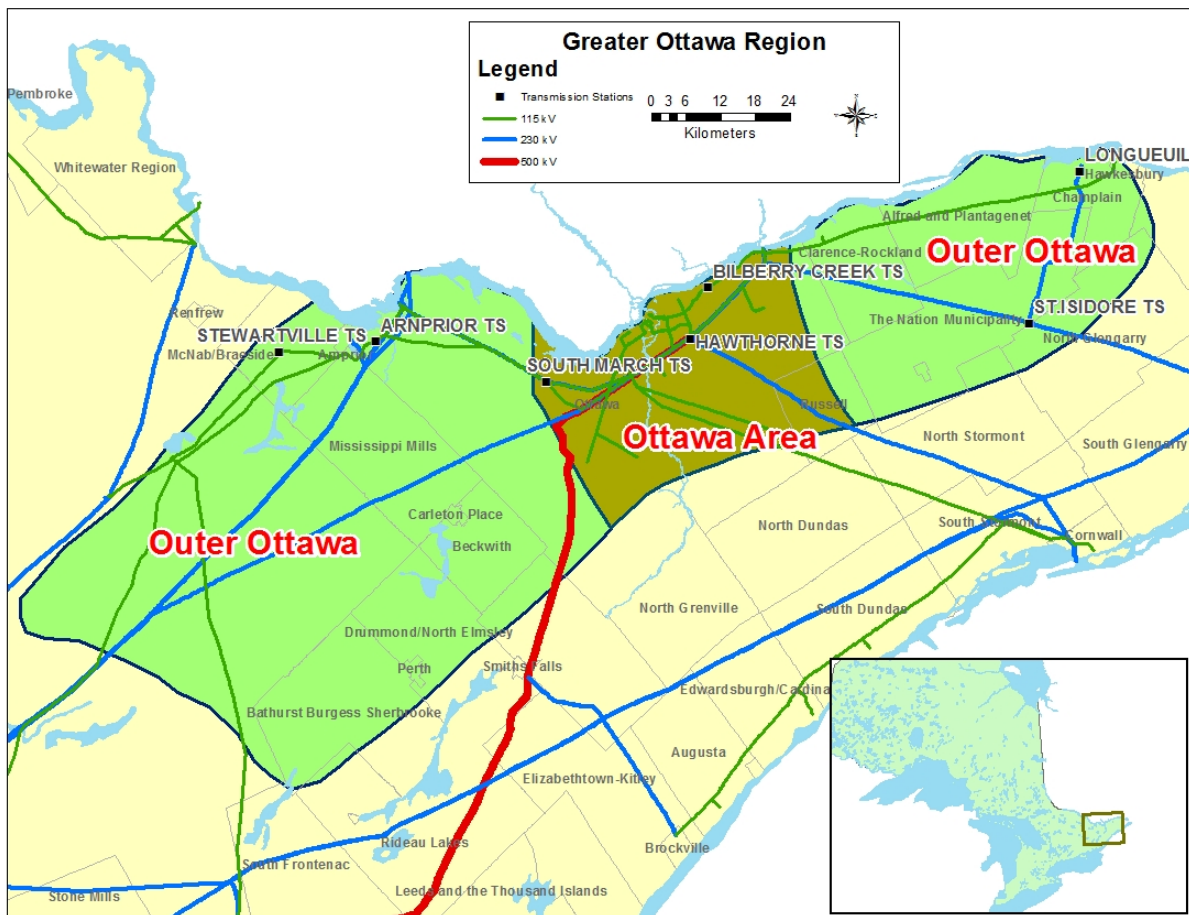 Greater Ottawa Region
Legend
Transmission Stations
115 kV
230 kV
500 kV
0 3 6 12 18 24
Kilometers
Pembroke
Whitewater Region
LONGUEUIL
Hawkesbury
Champlain
Alfred and Plantagenet
Clarence-Rockland
Outer Ottawa
BILBERRY CREEK TS
ST.ISIDORE TS
The Nation Municipality
North Glengarry
Renfrew
STEWARTVILLE TS
ARNPRIOR TS
McNab/Braeside
HAWTHORNE TS
SOUTH MARCH TS
Ottawa
Russell
Ottawa Area
North Stormont
South Glengarry
Mississippi Mills
Carleton Place
Beckwith
Outer Ottawa
North Dundas
South Stormont
Cornwall
North Grenville
South Dundas
Drummond/North Elmsley
Perth
Smiths Falls
Edwardsburgh/Cardina
Bathurst Burgess Sherbrooke
Augusta
Elizabethtown-Kitley
Rideau Lakes
Brockville
South Frontenac
Leeds and the Thousand Islands
Stone Mills